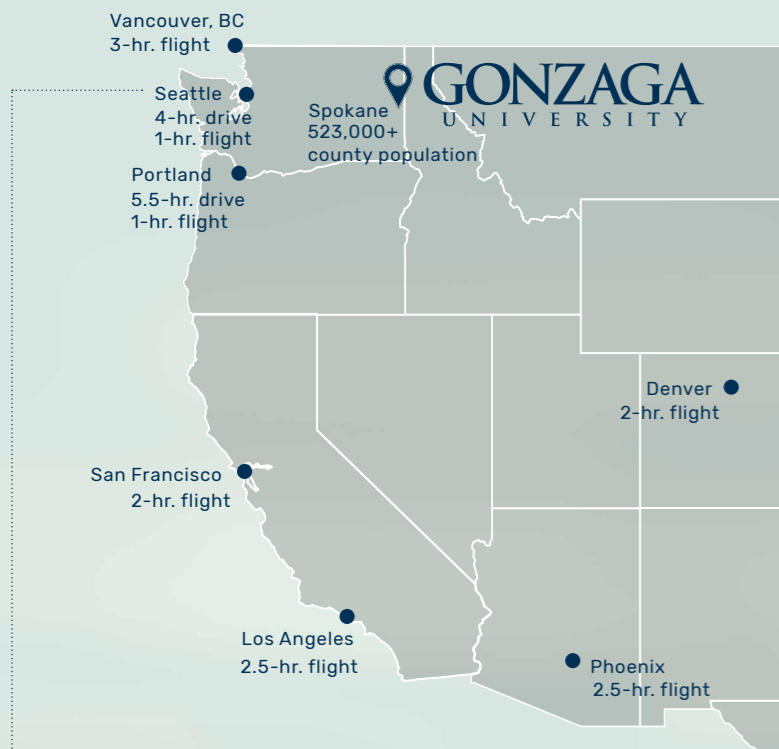 Vancouver, BC
3-hr. flight
Seattle
4-hr. drive
1-hr. flight
Portland
5.5-hr. drive
1-hr. flight
Spokane
523,000+
county population
GONZAGA
UNIVERSITY
Denver
2-hr. flight
San Francisco
2-hr. flight
Los Angeles
2.5-hr. flight
Phoenix
2.5-hr. flight